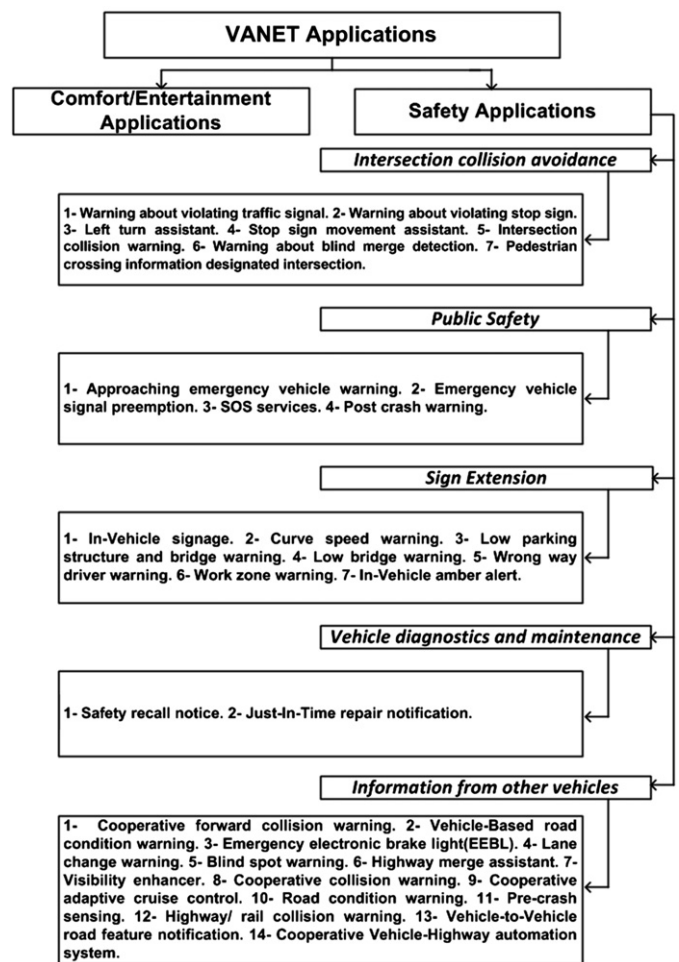 VANET Applications
Comfort/Entertainment
Applications
Safety Applications
Intersection collision avoidance
1- Warning about violating traffic signal. 2- Warning about violating stop sign.
3- Left turn assistant. 4- Stop sign movement assistant. 5- Intersection
collision warning. 6- Warning about blind merge detection. 7- Pedestrian
crossing information designated intersection.
Public Safety
1- Approaching emergency vehicle warning. 2- Emergency vehicle
signal preemption. 3- SOS services. 4- Post crash warning.
Sign Extension
1- In-Vehicle signage. 2- Curve speed warning. 3- Low parking
structure and bridge warning. 4- Low bridge warning. 5- Wrong way
driver warning. 6- Work zone warning. 7- In-Vehicle amber alert.
Vehicle diagnostics and maintenance
1- Safety recall notice. 2- Just-In-Time repair notification.
Information from other vehicles
1- Cooperative forward collision warning. 2- Vehicle-Based road
condition warning. 3- Emergency electronic brake light(EEBL). 4- Lane
change warning. 5- Blind spot warning. 6- Highway merge assistant. 7-
Visibility enhancer. 8- Cooperative collision warning. 9- Cooperative
adaptive cruise control. 10- Road condition warning. 11- Pre-crash
sensing. 12- Highway/ rail collision warning. 13- Vehicle-to-Vehicle
road feature notification. 14- Cooperative Vehicle-Highway automation
system.